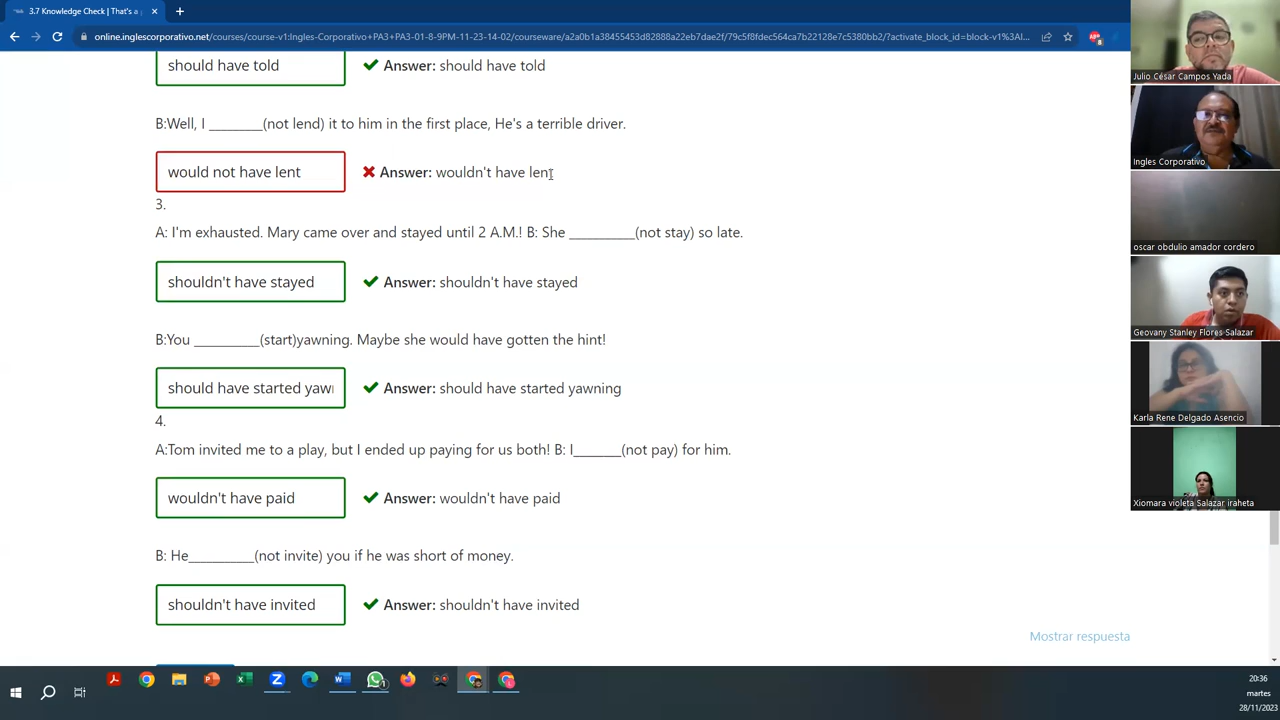 3.7 Knowledge Check | That's a
online.inglescorporativo.net/courses/course-v1:Ingles-Corporativo+PA3+PA3-01-8-9PM-11-23-14-02/courseware/a2a0b1a38455453d82888a22eb7dae2f/79c5f8fdec564ca7b22128e7c5380bb2/?activate_block_id=block-v1%3AI...
should have told
Answer: should have told
B:Well, I ________(not lend) it to him in the first place, He's a terrible driver.
would not have lent
Answer: wouldn't have lent
3.
A: I'm exhausted. Mary came over and stayed until 2 A.M.! B: She __________(not stay) so late.
shouldn't have stayed
Answer: shouldn't have stayed
B:You __________(start)yawning. Maybe she would have gotten the hint!
should have started yawn
Answer: should have started yawning
4.
A:Tom invited me to a play, but I ended up paying for us both! B: I_______(not pay) for him.
wouldn't have paid
Answer: wouldn't have paid
B: He__________(not invite) you if he was short of money.
shouldn't have invited
Answer: shouldn't have invited
Mostrar respuesta
Julio César Campos Yada
Ingles Corporativo
oscar obdulio amador cordero
Geovany Stanley Flores Salazar
Karla Rene Delgado Asencio
Xiomara violeta Salazar iraheta
20:36
martes
28/11/2023